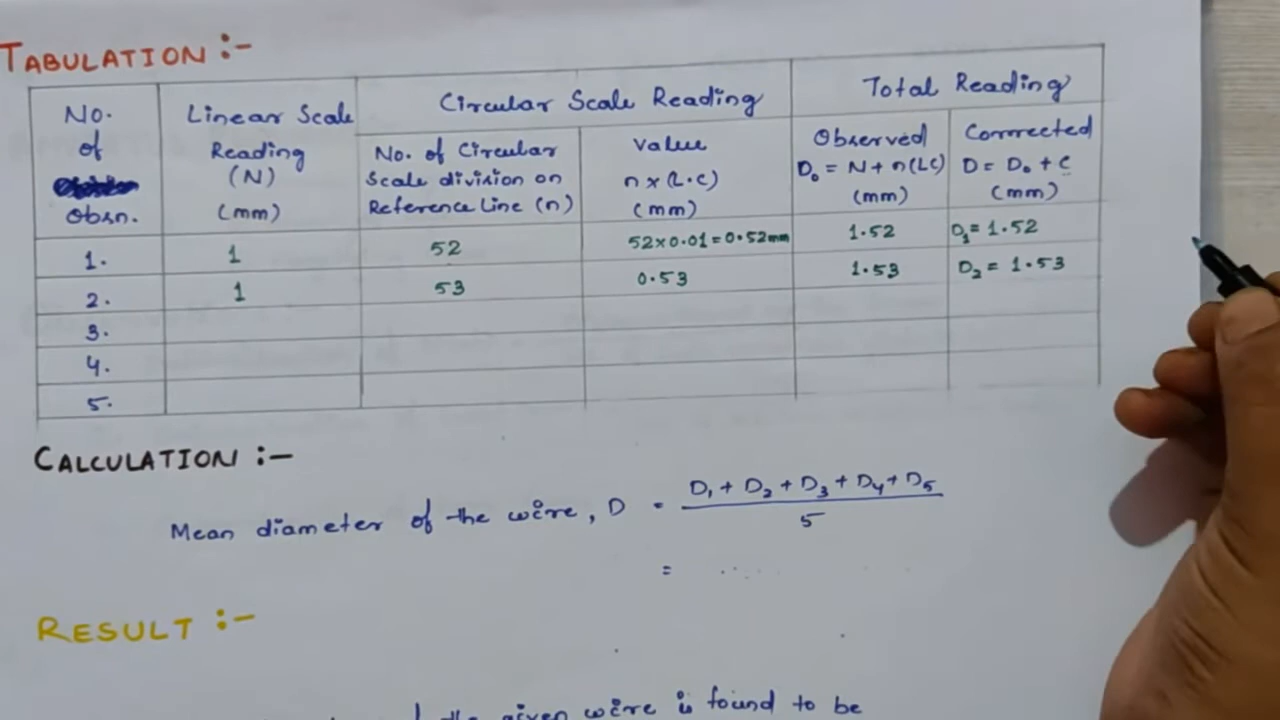 TABULATION :-
No. of Obsn.
Linear Scale Reading (N) (mm)
Circular Scale Reading
No. of Circular Scale division on Reference Line (n)
Value n x (L.C) (mm)
Total Reading
Observed D₀ = N + n(LC) (mm)
Corrected D = D₀ + C (mm)
1. 1 52 52x0.01=0.52mm 1.52 D₁= 1.52
2. 1 53 0.53 1.53 D₂ = 1.53
3.
4.
5.
CALCULATION :-
Mean diameter of the wire, D = D₁ + D₂ + D₃ + D₄ + D₅
5
= ....
RESULT :-
the given wire is found to be